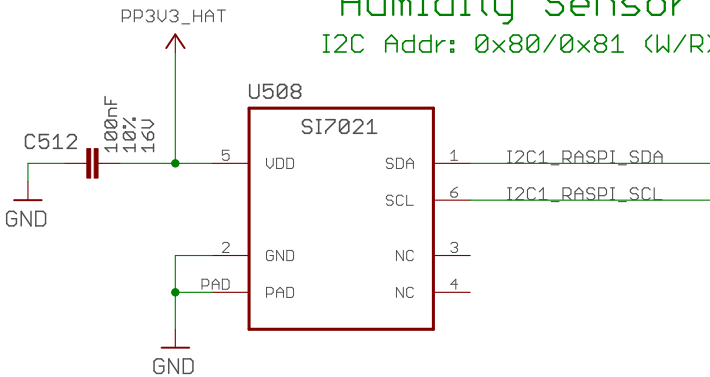 Humidity Sensor
I2C Addr: 0x80/0x81 (W/R)
PP3V3_HAT
U508
SI7021
C512
100nF
10%
16V
GND
5 VDD
SDA 1 I2C1_RASPI_SDA
SCL 6 I2C1_RASPI_SCL
2 GND
NC 3
PAD PAD
NC 4
GND